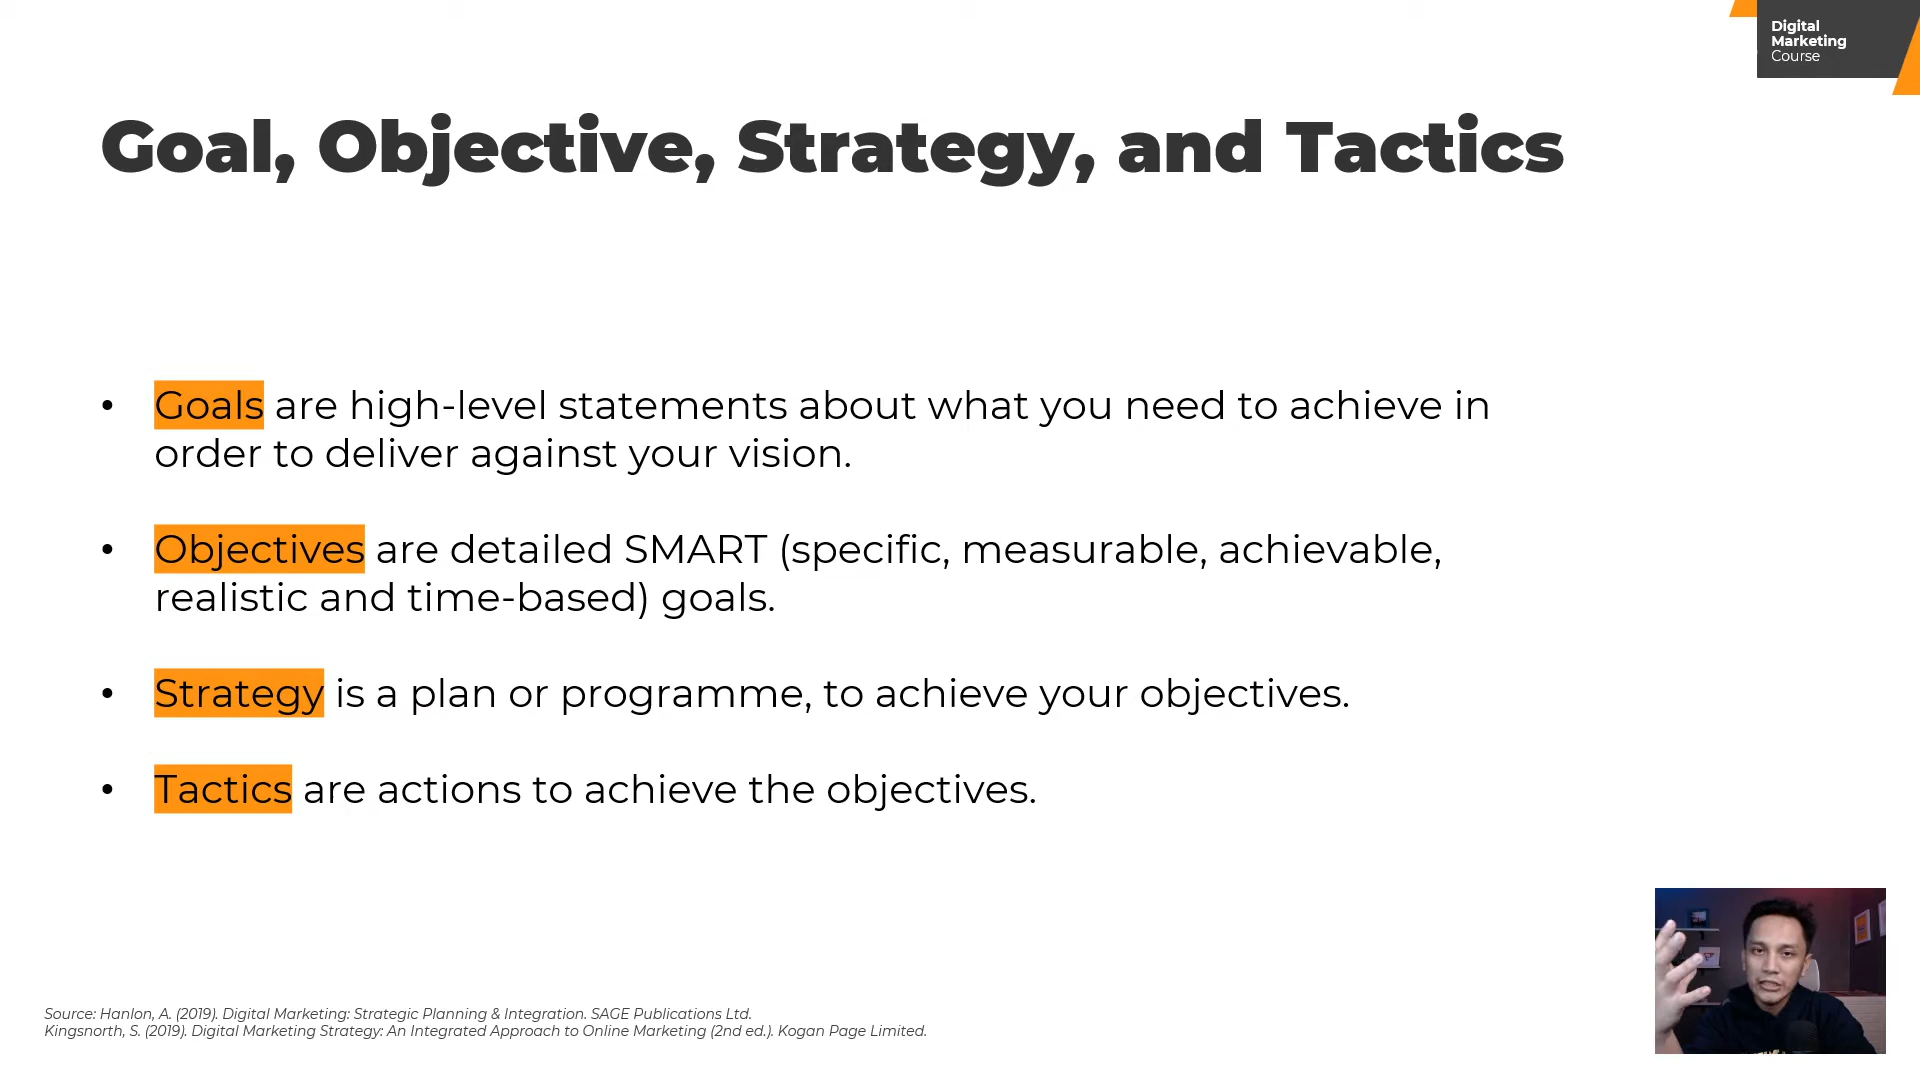 Digital
Marketing
Course
Goal, Objective, Strategy, and Tactics
• Goals are high-level statements about what you need to achieve in
order to deliver against your vision.
• Objectives are detailed SMART (specific, measurable, achievable,
realistic and time-based) goals.
• Strategy is a plan or programme, to achieve your objectives.
• Tactics are actions to achieve the objectives.
Source: Hanlon, A. (2019). Digital Marketing: Strategic Planning & Integration. SAGE Publications Ltd.
Kingsnorth, S. (2019). Digital Marketing Strategy: An Integrated Approach to Online Marketing (2nd ed.). Kogan Page Limited.